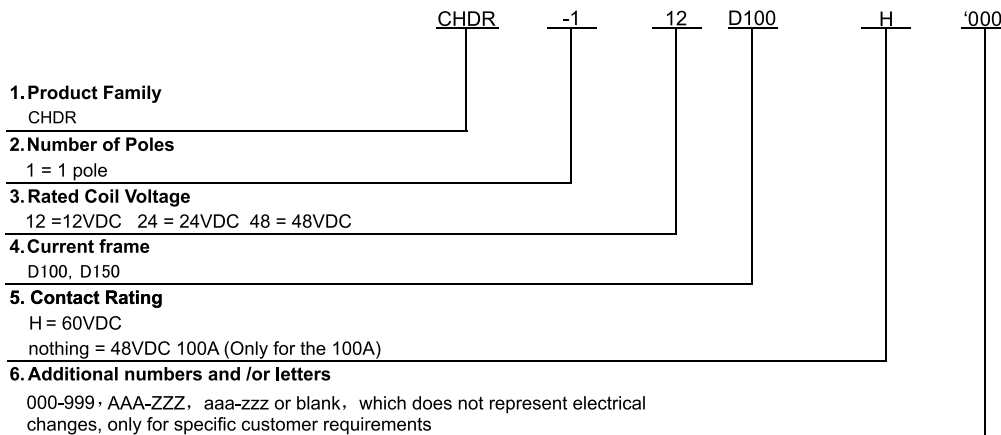 CHDR -1 12 D100 H ‘000
1. Product Family
CHDR
2. Number of Poles
1 = 1 pole
3. Rated Coil Voltage
12 =12VDC 24 = 24VDC 48 = 48VDC
4. Current frame
D100, D150
5. Contact Rating
H = 60VDC
nothing = 48VDC 100A (Only for the 100A)
6. Additional numbers and /or letters
000-999，AAA-ZZZ，aaa-zzz or blank，which does not represent electrical
changes, only for specific customer requirements